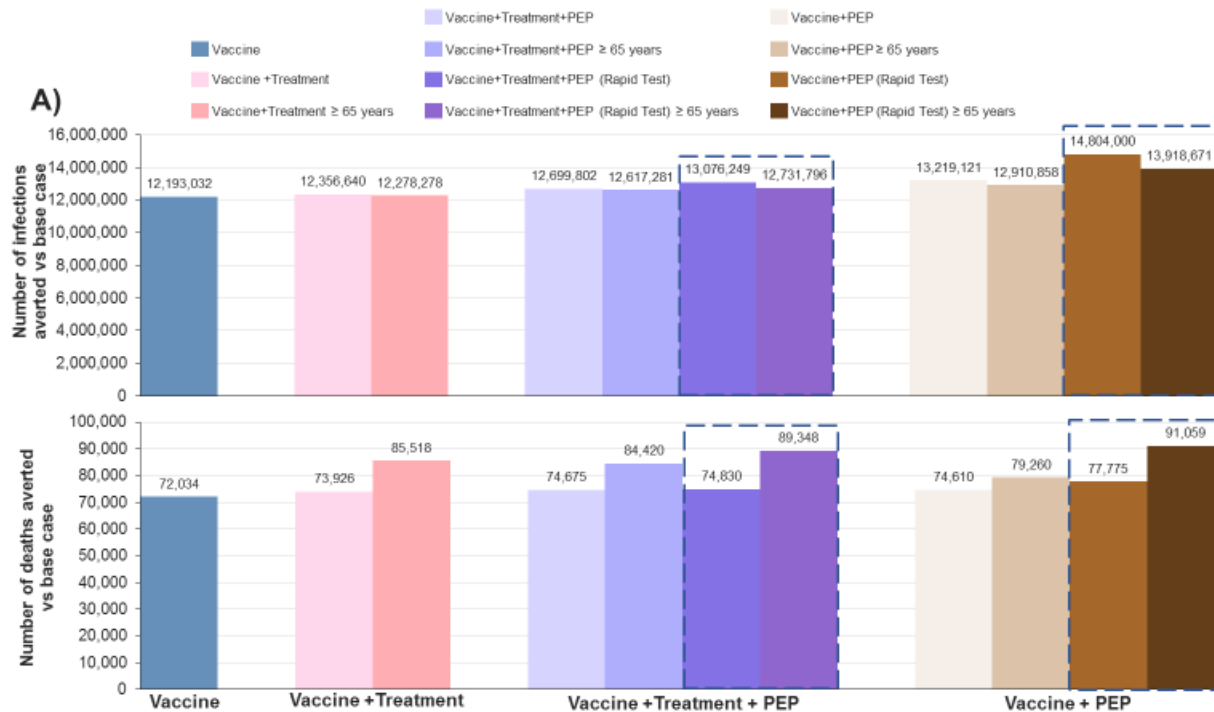 Vaccine
Vaccine +Treatment
Vaccine+Treatment ≥ 65 years
Vaccine+Treatment+PEP
Vaccine+Treatment+PEP ≥ 65 years
Vaccine+Treatment+PEP (Rapid Test)
Vaccine+Treatment+PEP (Rapid Test) ≥ 65 years
Vaccine+PEP
Vaccine+PEP ≥ 65 years
Vaccine+PEP (Rapid Test)
Vaccine+PEP (Rapid Test) ≥ 65 years
A)
Number of infections
averted vs base case
16,000,000
14,000,000
12,000,000
10,000,000
8,000,000
6,000,000
4,000,000
2,000,000
0
12,193,032
12,356,640
12,278,278
12,699,802
12,617,281
13,076,249
12,731,796
13,219,121
12,910,858
14,804,000
13,918,671
Number of deaths averted
vs base case
100,000
90,000
80,000
70,000
60,000
50,000
40,000
30,000
20,000
10,000
0
72,034
73,926
85,518
74,675
84,420
74,830
89,348
74,610
79,260
77,775
91,059
Vaccine
Vaccine +Treatment
Vaccine +Treatment + PEP
Vaccine + PEP